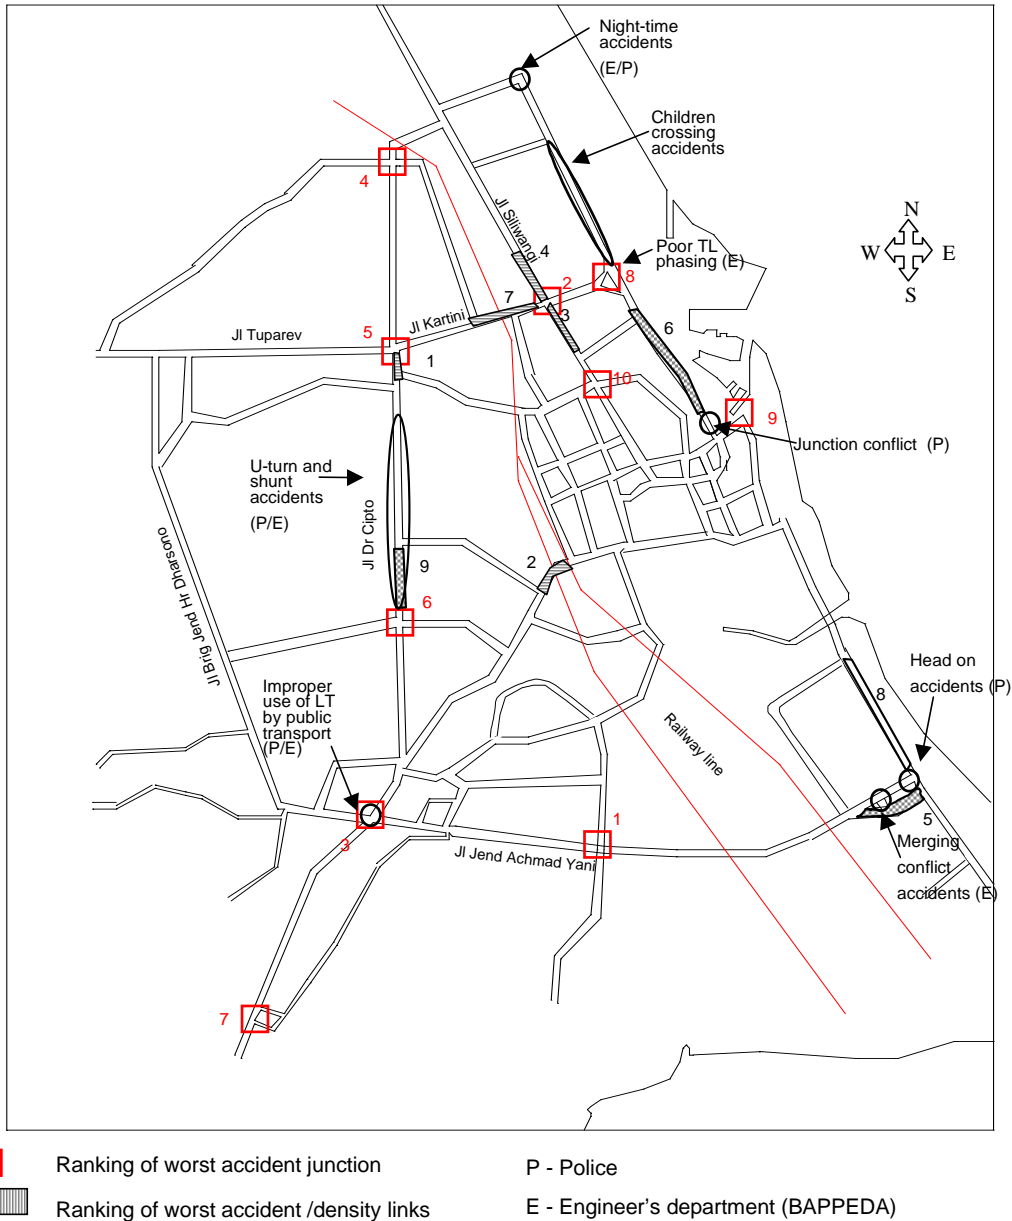 Night-time
accidents
(E/P)
Children
crossing
accidents
4
Jl Siliwangi
4
N
W
E
S
Poor TL
phasing (E)
2
8
7
3
6
Jl Kartini
5
Jl Tuparev
1
10
9
Junction conflict (P)
U-turn and
shunt
accidents
(P/E)
Jl Dr Cipto
9
2
6
Jl Brig Jend Hr Dharsono
Improper
use of LT
by public
transport
(P/E)
Head on
accidents (P)
8
Railway line
3
1
5
Jl Jend Achmad Yani
Merging
conflict
accidents (E)
7
Ranking of worst accident junction
P - Police
Ranking of worst accident /density links
E - Engineer's department (BAPPEDA)